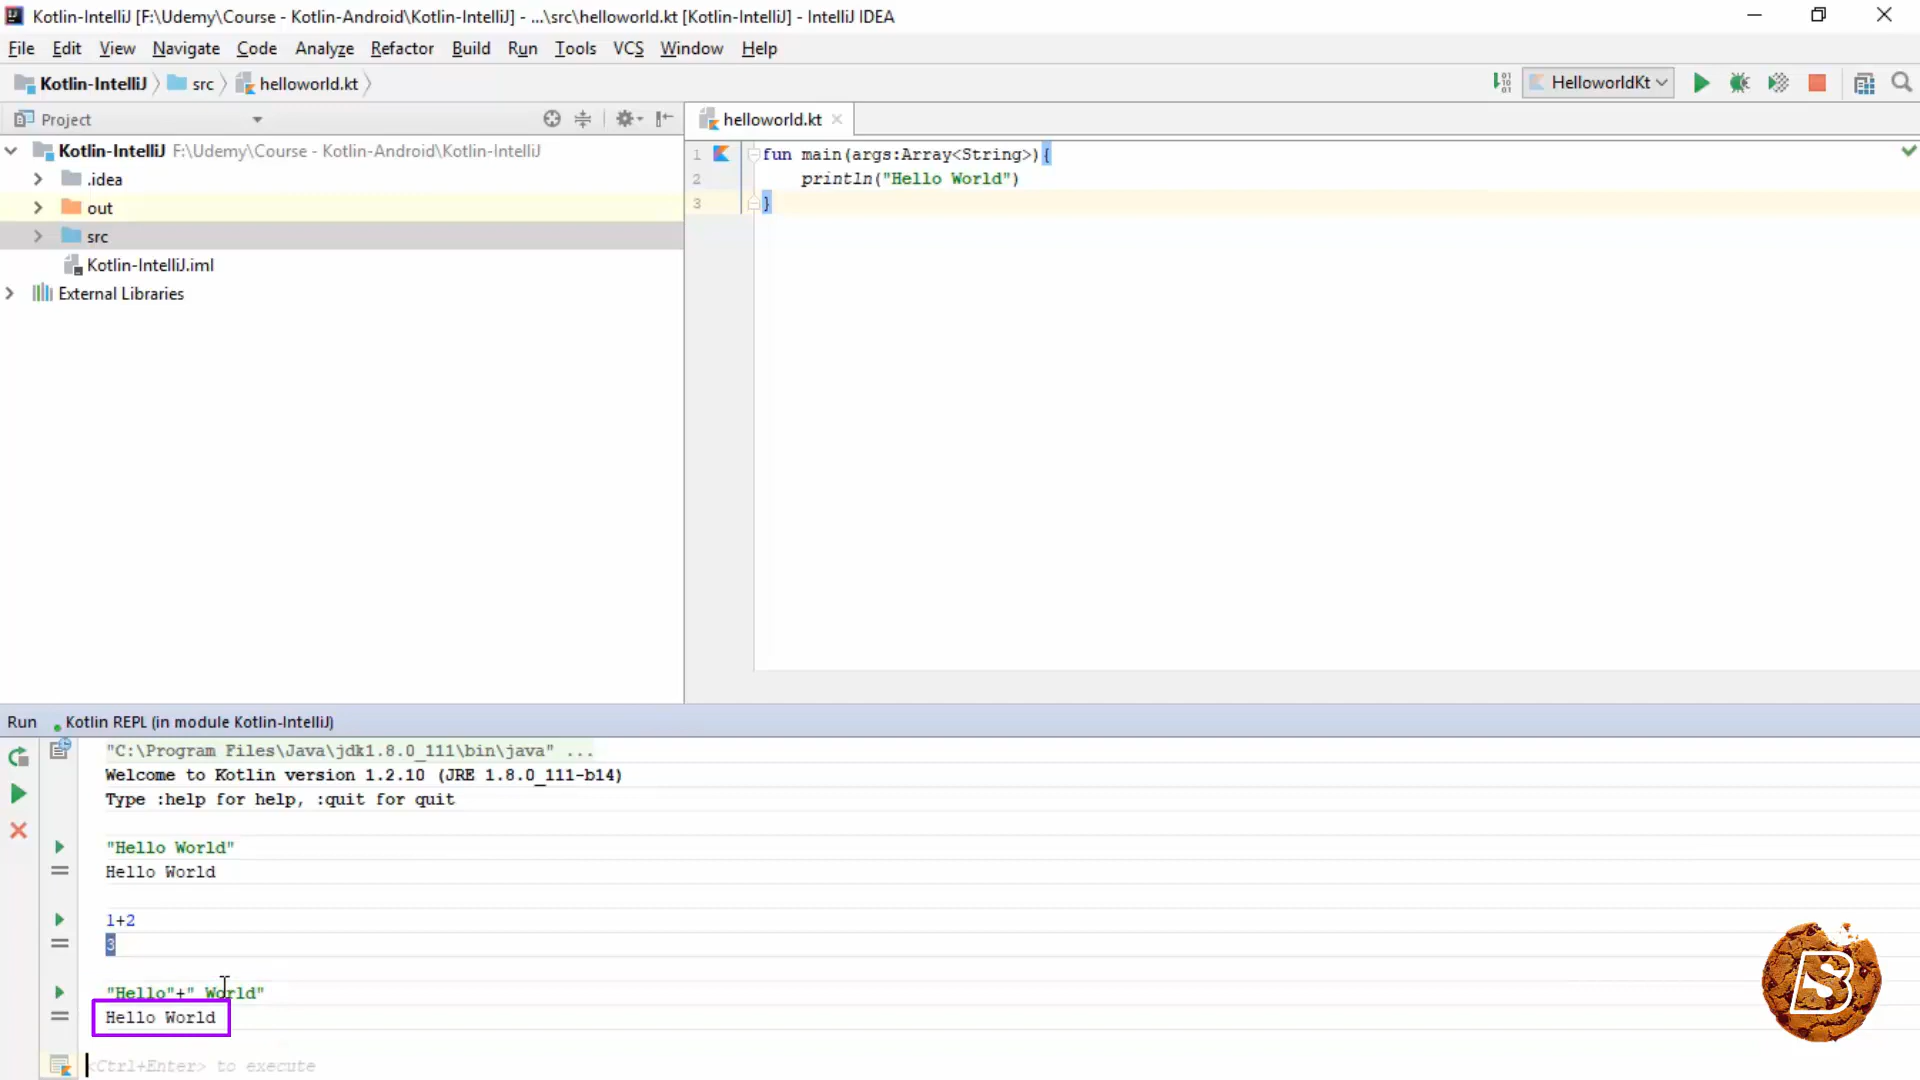 Kotlin-IntelliJ [F:\Udemy\Course - Kotlin-Android\Kotlin-IntelliJ] - ...\src\helloworld.kt [Kotlin-IntelliJ] - IntelliJ IDEA
File Edit View Navigate Code Analyze Refactor Build Run Tools VCS Window Help
Kotlin-IntelliJ src helloworld.kt HelloworldKt
Project
helloworld.kt
Kotlin-IntelliJ F:\Udemy\Course - Kotlin-Android\Kotlin-IntelliJ
.idea
out
src
Kotlin-IntelliJ.iml
External Libraries
1 fun main(args:Array<String>){
2 println("Hello World")
3 }
Run Kotlin REPL (in module Kotlin-IntelliJ)
"C:\Program Files\Java\jdk1.8.0_111\bin\java" ...
Welcome to Kotlin version 1.2.10 (JRE 1.8.0_111-b14)
Type :help for help, :quit for quit
"Hello World"
Hello World
1+2
3
"Hello"+" World"
Hello World
<Ctrl+Enter> to execute